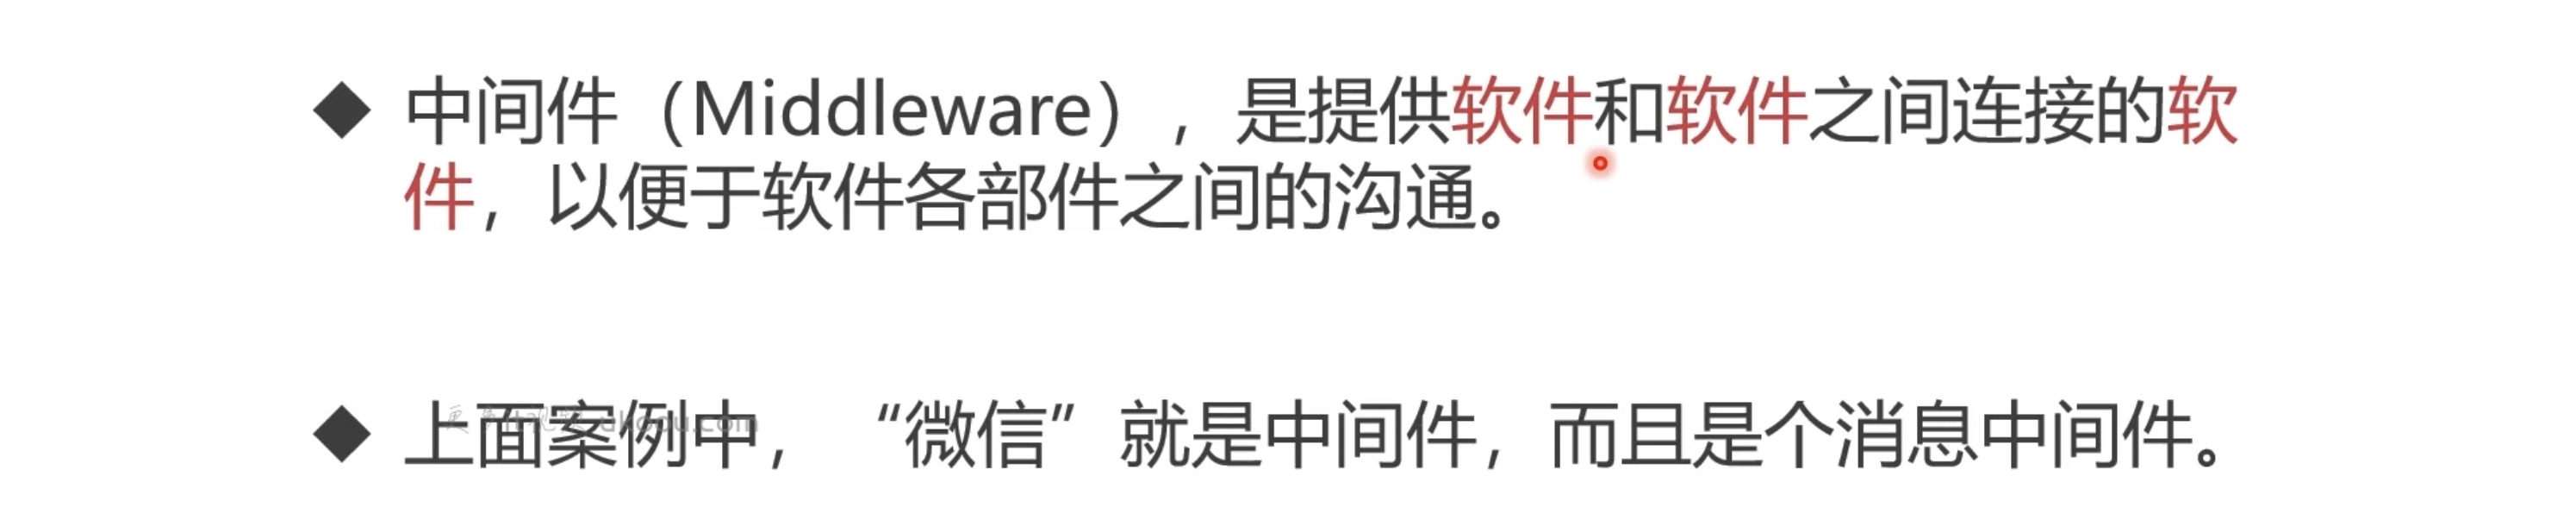 ◆ 中间件（Middleware），是提供软件和软件之间连接的软
件，以便于软件各部件之间的沟通。
◆ 上面案例中，“微信”就是中间件，而且是个消息中间件。